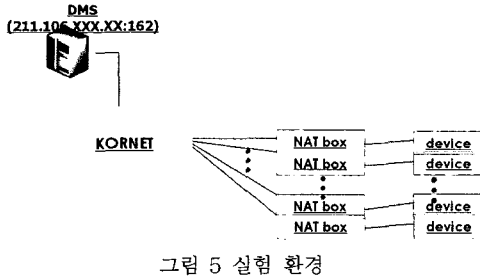 DMS
(211.106.XXX.XX:162)
KORNET
NAT box
device
NAT box
device
NAT box
device
NAT box
device
그림 5 실험 환경